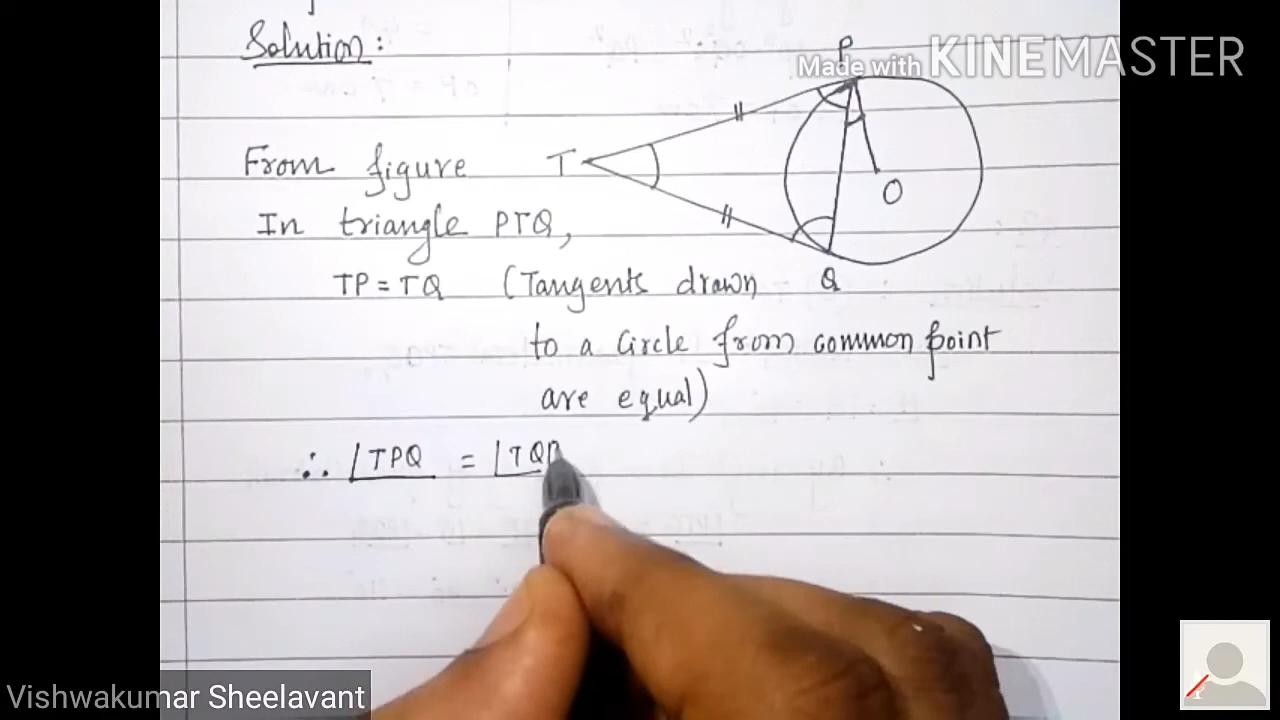 Solution:
Made with KINEMASTER
P
From figure
T
O
In triangle PTQ,
TP = TQ (Tangents drawn
Q
to a circle from common point
are equal)
∴ ∠TPQ = ∠TQP
Vishwakumar Sheelavant